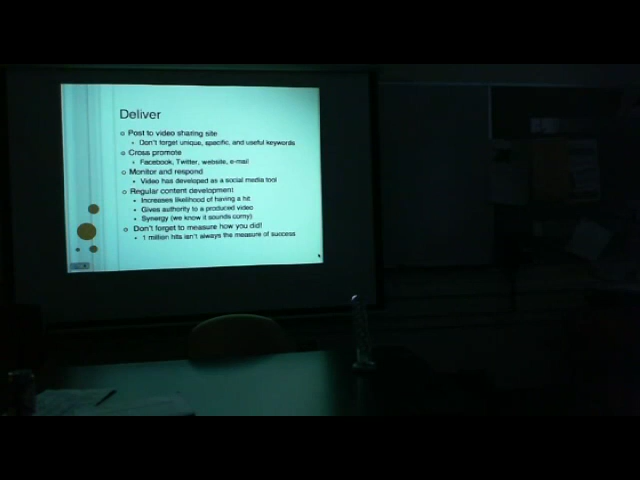 Deliver
Post to video sharing site
Don't forget unique, specific, and useful keywords
Cross promote
Facebook, Twitter, website, e-mail
Monitor and respond
Video has developed as a social media tool
Regular content development
Increases likelihood of having a hit
Gives authority to a produced video
Synergy (we know it sounds corny)
Don't forget to measure how you did!
1 million hits isn't always the measure of success